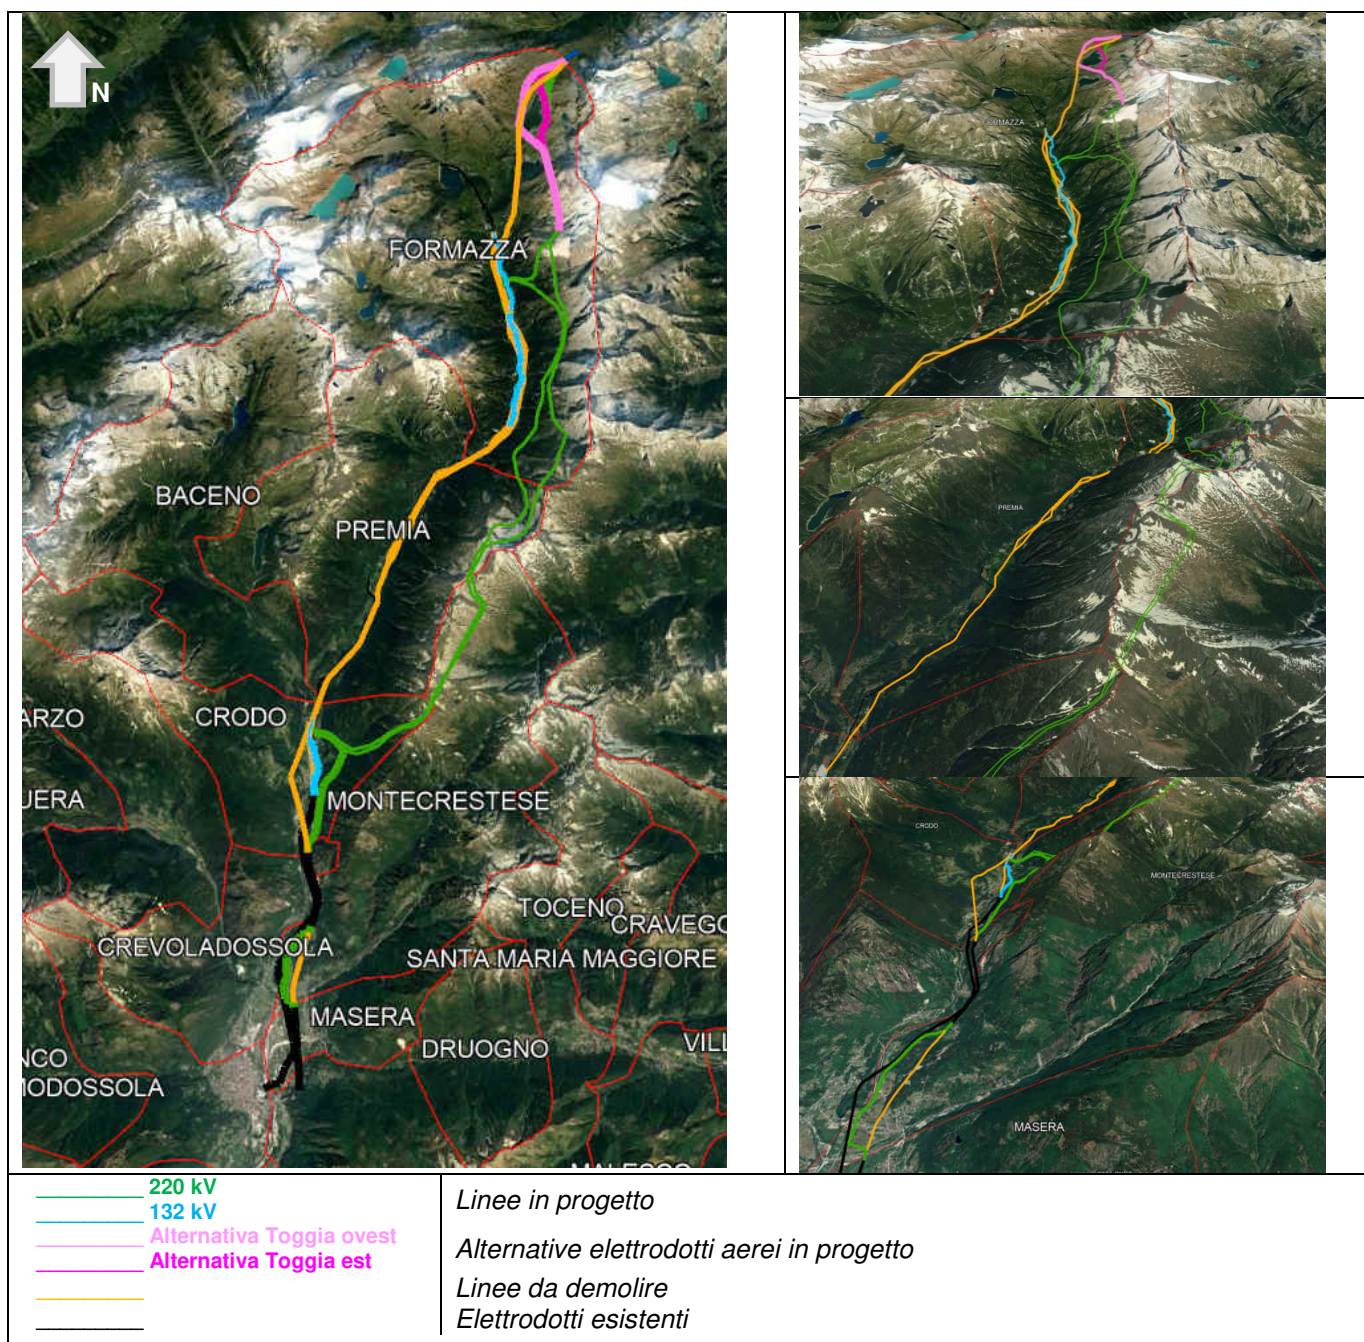 N
FORMAZZA
BACENO
PREMIA
ARZO
CRODO
UERA
MONTECRESTESE
TOCENO
CRAVEGG
CREVOLADOSSOLA
SANTA MARIA MAGGIORE
MASERA
DRUOGNO
VILL
NCO
MODOSSOLA
MALESCO
FORMAZZA
PREMIA
CRODO
MONTECRESTESE
MASERA
220 kV
132 kV
Alternativa Toggia ovest
Alternativa Toggia est
Linee in progetto
Alternative elettrodotti aerei in progetto
Linee da demolire
Elettrodotti esistenti